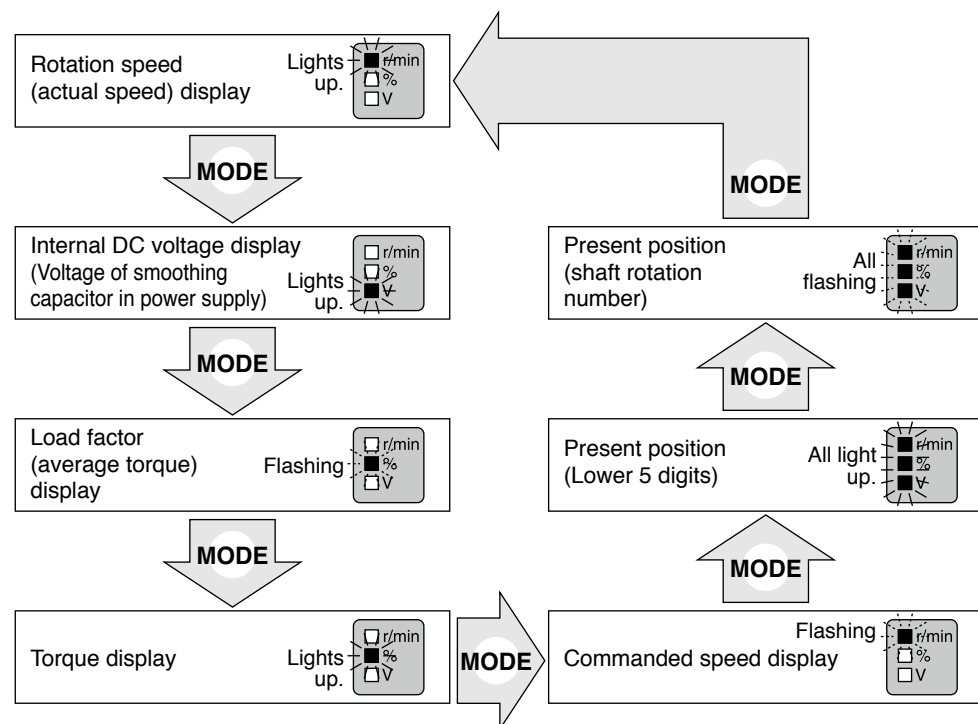 Rotation speed
(actual speed) display
Lights
up.
r/min
%
V
MODE
Internal DC voltage display
(Voltage of smoothing
capacitor in power supply)
Lights
up.
r/min
%
V
MODE
Load factor
(average torque)
display
Flashing
r/min
%
V
MODE
Torque display
Lights
up.
r/min
%
V
MODE
Commanded speed display
Flashing
r/min
%
V
MODE
Present position
(Lower 5 digits)
All light
up.
r/min
%
V
MODE
Present position
(shaft rotation
number)
All
flashing
r/min
%
V
MODE